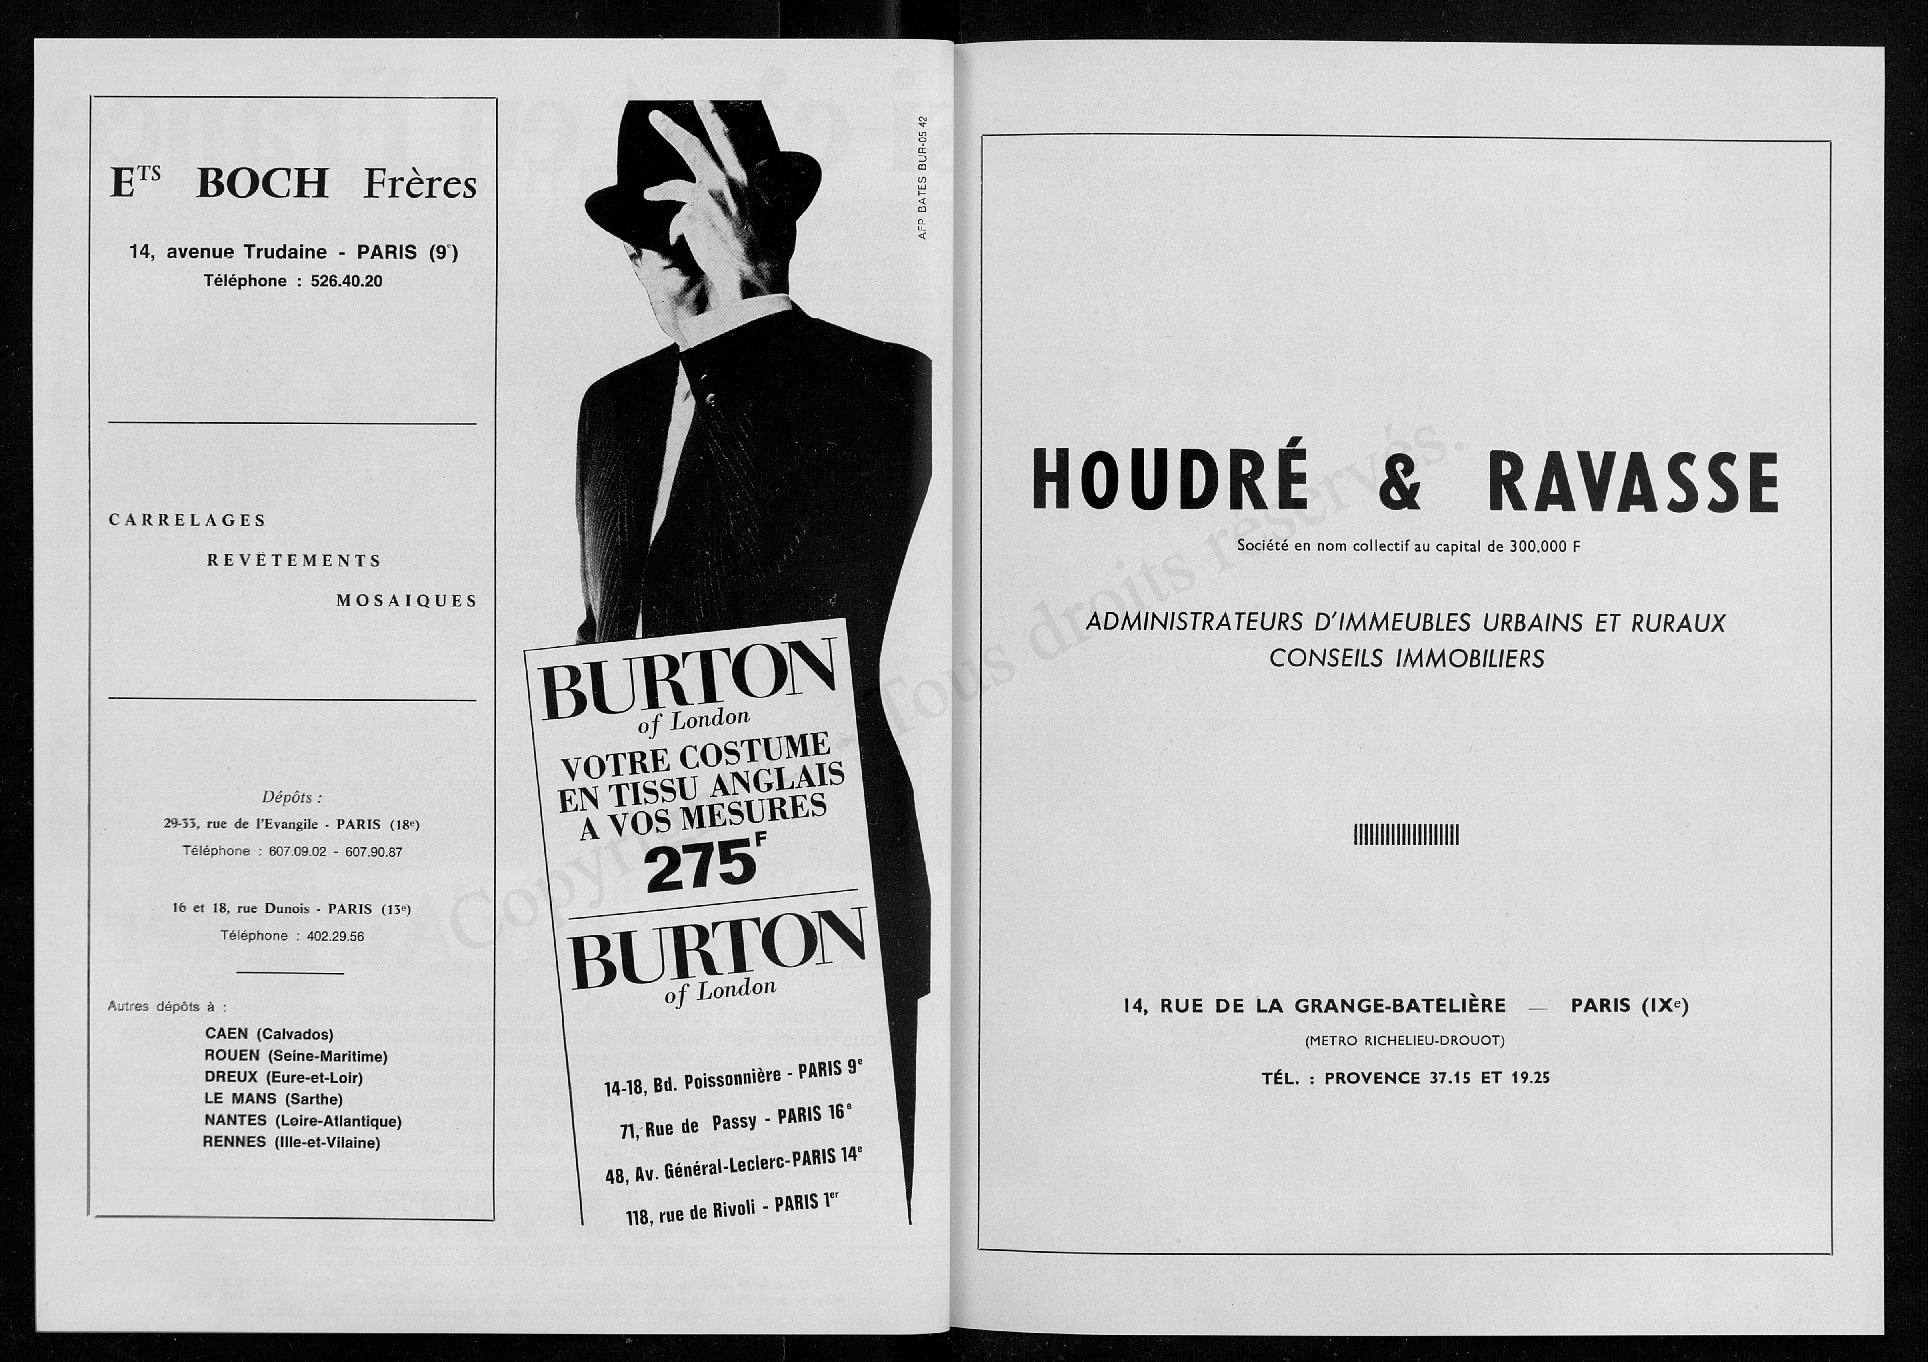 ETS BOCH Frères
14, avenue Trudaine - PARIS (9e)
Téléphone : 526.40.20
CARRELAGES
REVÊTEMENTS
MOSAIQUES
Dépôts :
29-33, rue de l'Evangile - PARIS (18e)
Téléphone : 607.09.02 - 607.90.87
16 et 18, rue Dunois - PARIS (13e)
Téléphone : 402.29.56
Autres dépôts à :
CAEN (Calvados)
ROUEN (Seine-Maritime)
DREUX (Eure-et-Loir)
LE MANS (Sarthe)
NANTES (Loire-Atlantique)
RENNES (Ille-et-Vilaine)
AFP BATES BUR-05 42
BURTON
of London
VOTRE COSTUME
EN TISSU ANGLAIS
A VOS MESURES
275F
BURTON
of London
14-18, Bd. Poissonnière - PARIS 9e
71, Rue de Passy - PARIS 16e
48, Av. Général-Leclerc-PARIS 14e
118, rue de Rivoli - PARIS 1er
HOUDRÉ & RAVASSE
Société en nom collectif au capital de 300.000 F
ADMINISTRATEURS D'IMMEUBLES URBAINS ET RURAUX
CONSEILS IMMOBILIERS
14, RUE DE LA GRANGE-BATELIÈRE — PARIS (IXe)
(METRO RICHELIEU-DROUOT)
TÉL. : PROVENCE 37.15 ET 19.25
Copyright - Tous droits réservés.